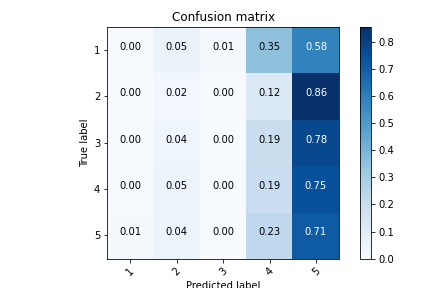 Confusion matrix
True label
1 0.00 0.05 0.01 0.35 0.58
2 0.00 0.02 0.00 0.12 0.86
3 0.00 0.04 0.00 0.19 0.78
4 0.00 0.05 0.00 0.19 0.75
5 0.01 0.04 0.00 0.23 0.71
1 2 3 4 5
Predicted label
0.8
0.7
0.6
0.5
0.4
0.3
0.2
0.1
0.0